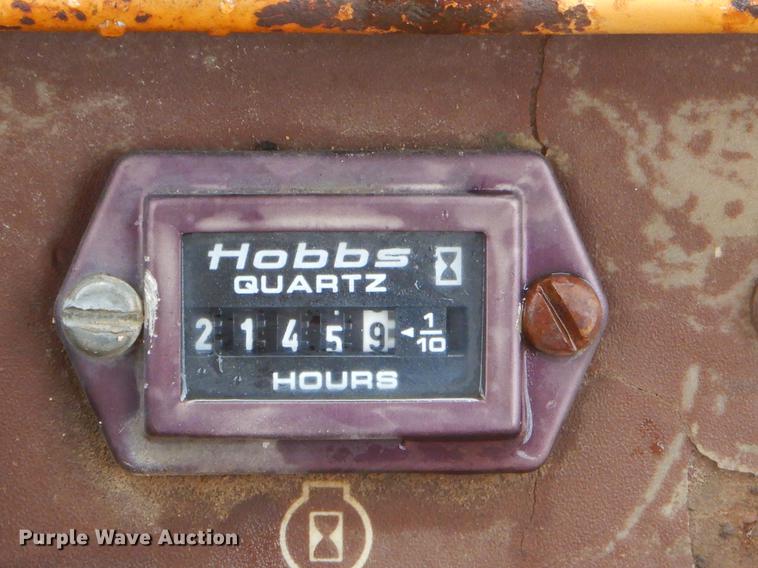 Hobbs
QUARTZ
2 1 4 5 9 ◄ 1/10
HOURS
Purple Wave Auction